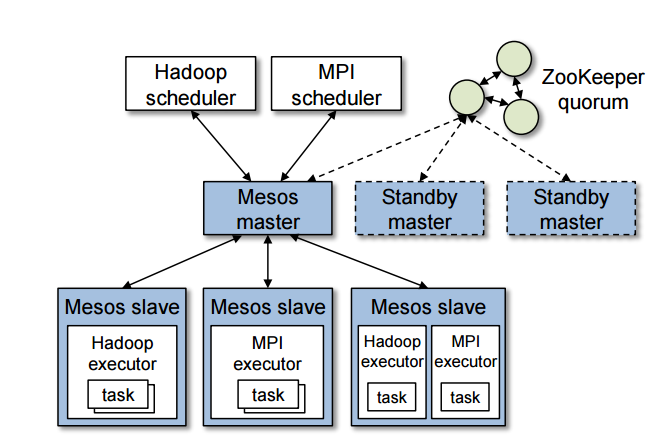 Hadoop
scheduler
MPI
scheduler
ZooKeeper
quorum
Mesos
master
Standby
master
Standby
master
Mesos slave
Hadoop
executor
task
Mesos slave
MPI
executor
task
Mesos slave
Hadoop
executor
task
MPI
executor
task